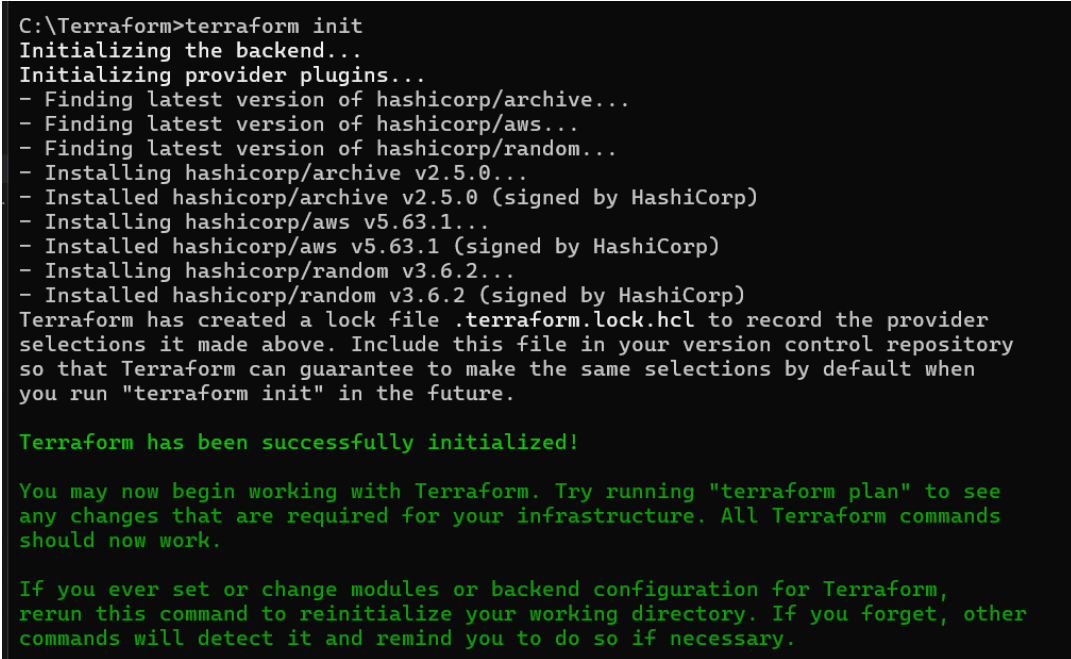 C:\Terraform>terraform init
Initializing the backend...
Initializing provider plugins...
- Finding latest version of hashicorp/archive...
- Finding latest version of hashicorp/aws...
- Finding latest version of hashicorp/random...
- Installing hashicorp/archive v2.5.0...
- Installed hashicorp/archive v2.5.0 (signed by HashiCorp)
- Installing hashicorp/aws v5.63.1...
- Installed hashicorp/aws v5.63.1 (signed by HashiCorp)
- Installing hashicorp/random v3.6.2...
- Installed hashicorp/random v3.6.2 (signed by HashiCorp)
Terraform has created a lock file .terraform.lock.hcl to record the provider
selections it made above. Include this file in your version control repository
so that Terraform can guarantee to make the same selections by default when
you run "terraform init" in the future.
Terraform has been successfully initialized!
You may now begin working with Terraform. Try running "terraform plan" to see
any changes that are required for your infrastructure. All Terraform commands
should now work.
If you ever set or change modules or backend configuration for Terraform,
rerun this command to reinitialize your working directory. If you forget, other
commands will detect it and remind you to do so if necessary.